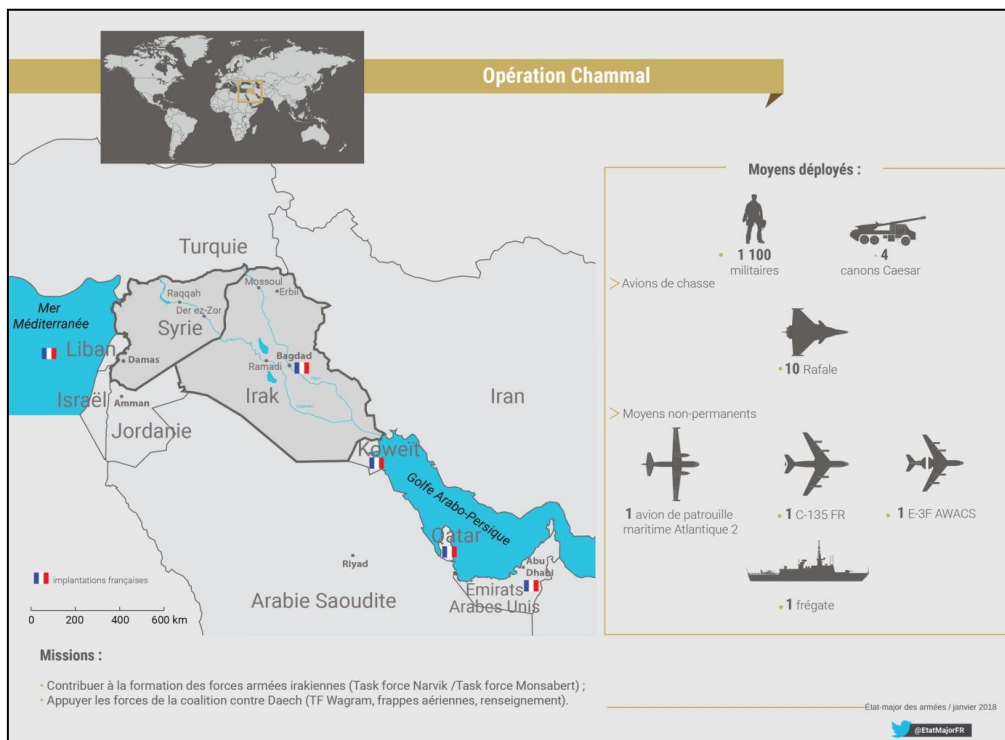 Opération Chammal
Turquie
Mossoul
Erbil
Raqqah
Der ez-Zor
Syrie
Mer
Méditerranée
Liban
Damas
Bagdad
Ramadi
Irak
Iran
Israël
Amman
Jordanie
Koweït
Golfe Arabo-Persique
Qatar
Riyad
Abu
Dhabi
Emirats
Arabes Unis
Arabie Saoudite
implantations françaises
0 200 400 600 km
Moyens déployés :
• 1 100
militaires
• 4
canons Caesar
> Avions de chasse
• 10 Rafale
> Moyens non-permanents
1 avion de patrouille
maritime Atlantique 2
• 1 C-135 FR
• 1 E-3F AWACS
• 1 frégate
Missions :
• Contribuer à la formation des forces armées irakiennes (Task force Narvik /Task force Monsabert) ;
• Appuyer les forces de la coalition contre Daech (TF Wagram, frappes aériennes, renseignement).
État-major des armées / janvier 2018
@EtatMajorFR